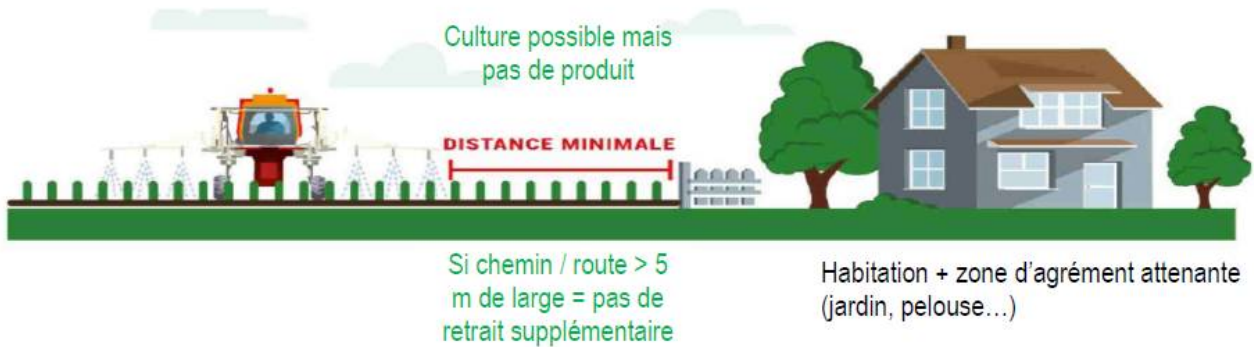 Culture possible mais
pas de produit
DISTANCE MINIMALE
Si chemin / route > 5
m de large = pas de
retrait supplémentaire
Habitation + zone d'agrément attenante
(jardin, pelouse…)